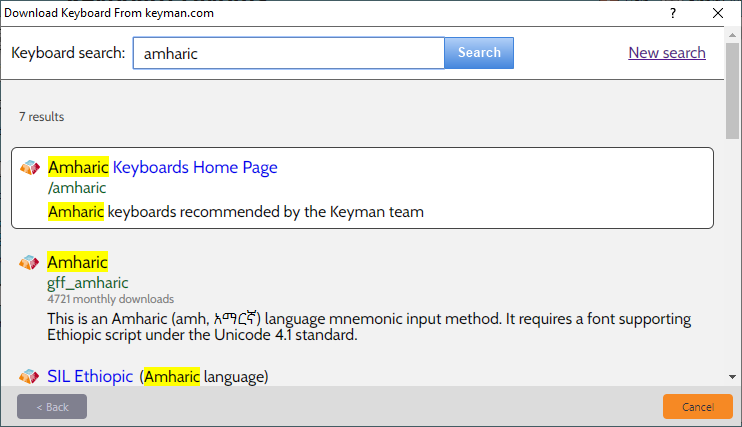 Download Keyboard From keyman.com
?
Keyboard search: amharic Search New search
7 results
Amharic Keyboards Home Page
/amharic
Amharic keyboards recommended by the Keyman team
Amharic
gff_amharic
4721 monthly downloads
This is an Amharic (amh, አማርኛ) language mnemonic input method. It requires a font supporting
Ethiopic script under the Unicode 4.1 standard.
SIL Ethiopic (Amharic language)
< Back Cancel